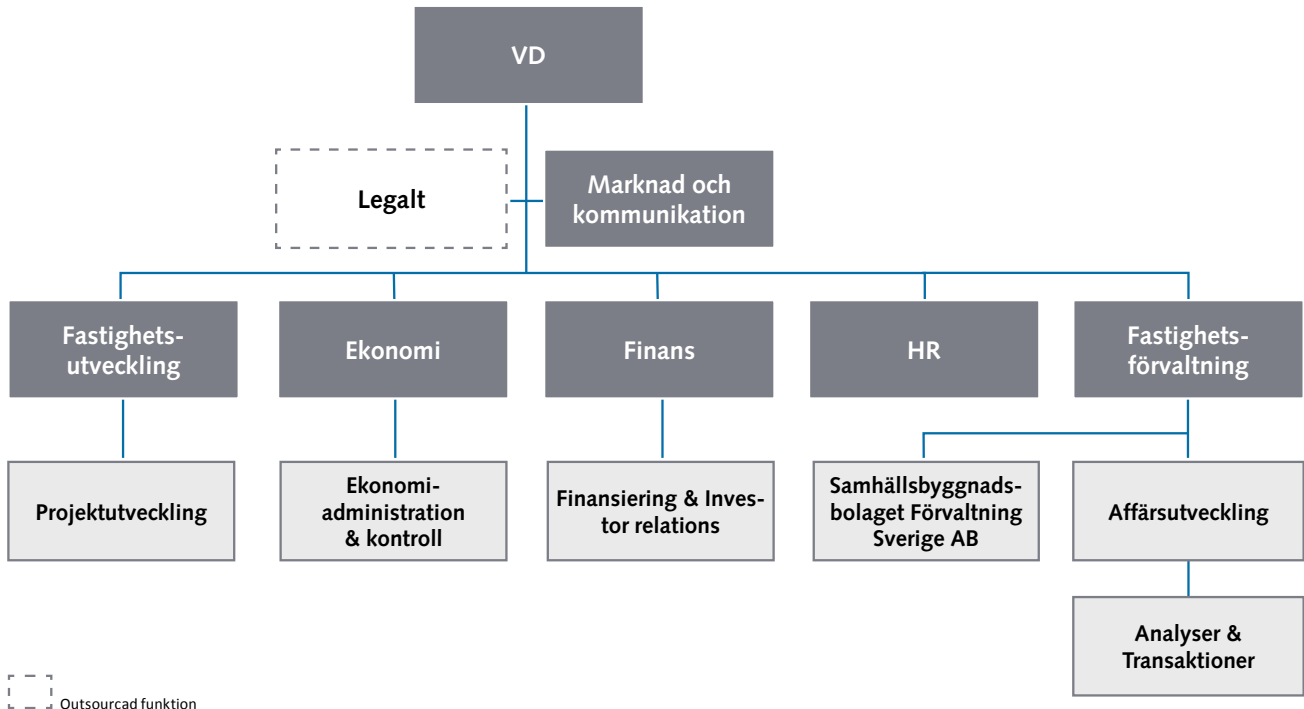 VD
Legalt
Marknad och
kommunikation
Fastighets-
utveckling
Ekonomi
Finans
HR
Fastighets-
förvaltning
Projektutveckling
Ekonomi-
administration
& kontroll
Finansiering & Inves-
tor relations
Samhällsbyggnads-
bolaget Förvaltning
Sverige AB
Affärsutveckling
Analyser &
Transaktioner
Outsourcad funktion